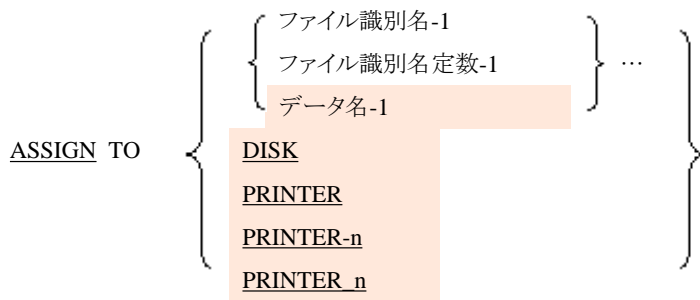 ファイル識別名-1
ファイル識別名定数-1
…
データ名-1
ASSIGN TO
DISK
PRINTER
PRINTER-n
PRINTER_n